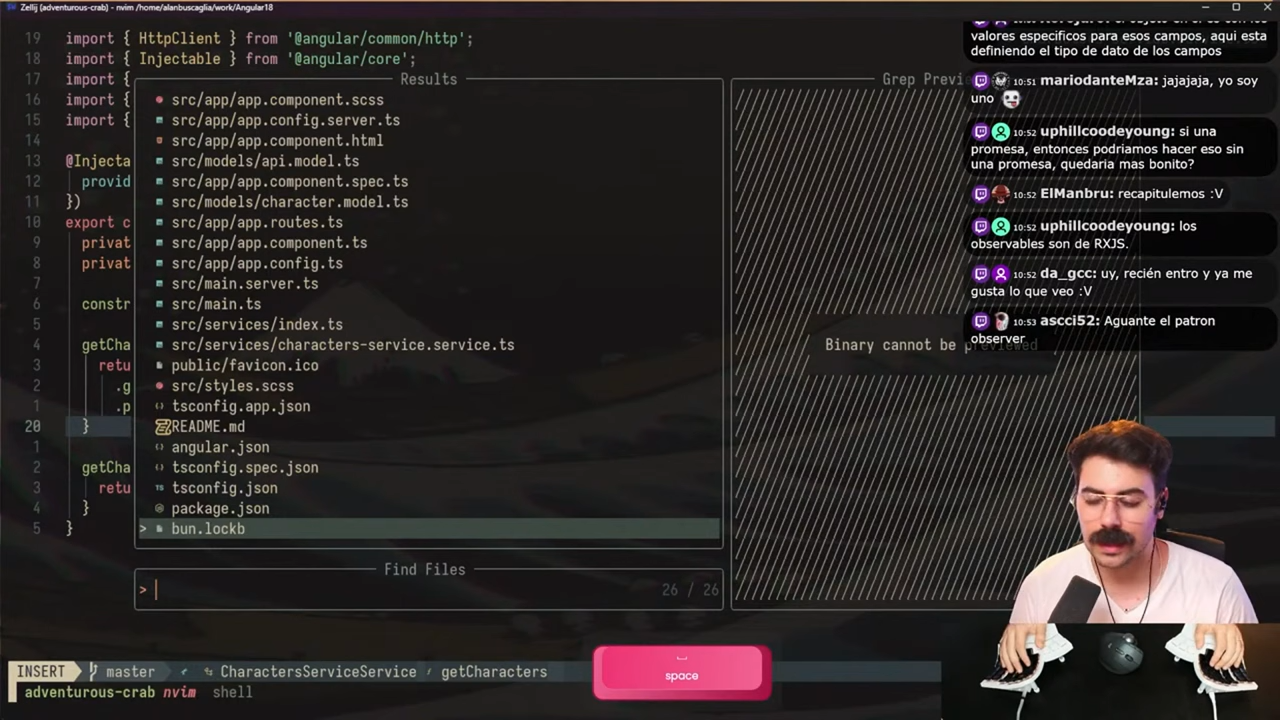 Zellij (adventurous-crab) - nvim /home/alanbuscaglia/work/Angular18
19 import { HttpClient } from '@angular/common/http';
18 import { Injectable } from '@angular/core';
17 import {
16 import {
15 import {
14
13 @Injecta
12 provid
11 })
10 export c
9 privat
8 privat
7
6 constr
5
4 getCha
3 retu
2 .g
1 .p
20 }
1
2 getCha
3 retu
4 }
5 }
Results
src/app/app.component.scss
src/app/app.config.server.ts
src/app/app.component.html
src/models/api.model.ts
src/app/app.component.spec.ts
src/models/character.model.ts
src/app/app.routes.ts
src/app/app.component.ts
src/app/app.config.ts
src/main.server.ts
src/main.ts
src/services/index.ts
src/services/characters-service.service.ts
public/favicon.ico
src/styles.scss
tsconfig.app.json
README.md
angular.json
tsconfig.spec.json
tsconfig.json
package.json
> bun.lockb
Find Files
>
26 / 26
Grep Previ
Binary cannot be previewed
valores especificos para esos campos, aqui esta
definiendo el tipo de dato de los campos
10:51 mariodanteMza: jajajaja, yo soy
uno
10:52 uphillcoodeyoung: si una
promesa, entonces podriamos hacer eso sin
una promesa, quedaria mas bonito?
10:52 ElManbru: recapitulemos :V
10:52 uphillcoodeyoung: los
observables son de RXJS.
10:52 da_gcc: uy, recién entro y ya me
gusta lo que veo :V
10:53 ascci52: Aguante el patron
observer
INSERT master CharactersServiceService getCharacters
adventurous-crab nvim shell
space